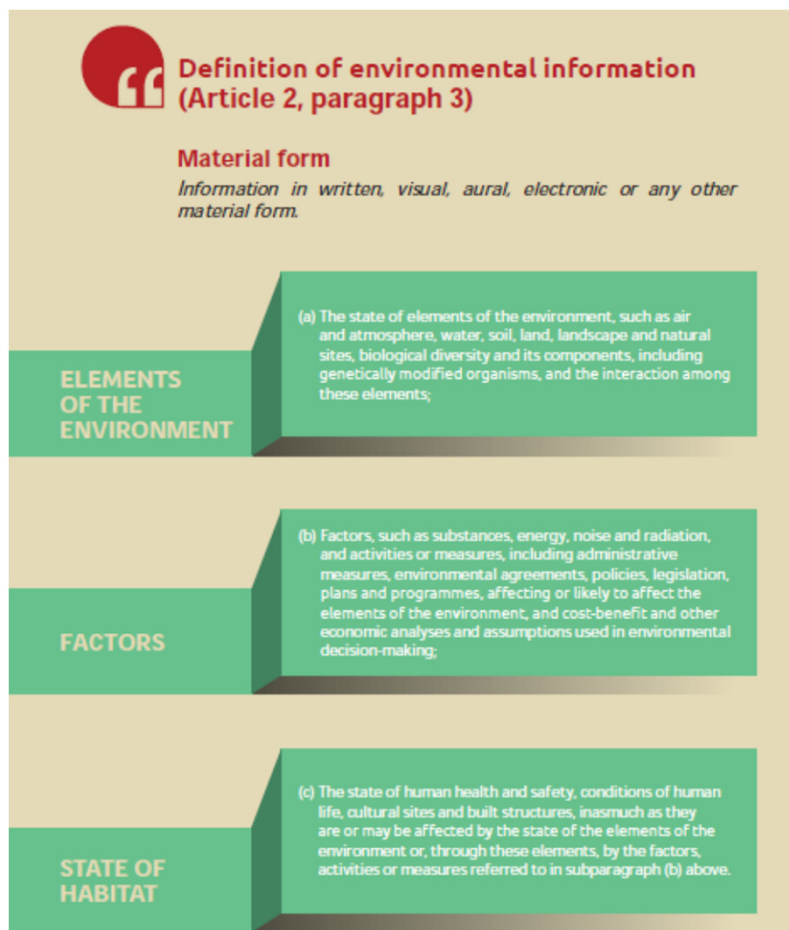 Definition of environmental information
(Article 2, paragraph 3)
Material form
Information in written, visual, aural, electronic or any other
material form.
ELEMENTS
OF THE
ENVIRONMENT
(a) The state of elements of the environment, such as air
and atmosphere, water, soil, land, landscape and natural
sites, biological diversity and its components, including
genetically modified organisms, and the interaction among
these elements;
FACTORS
(b) Factors, such as substances, energy, noise and radiation,
and activities or measures, including administrative
measures, environmental agreements, policies, legislation,
plans and programmes, affecting or likely to affect the
elements of the environment, and cost-benefit and other
economic analyses and assumptions used in environmental
decision-making;
STATE OF
HABITAT
(c) The state of human health and safety, conditions of human
life, cultural sites and built structures, inasmuch as they
are or may be affected by the state of the elements of the
environment or, through these elements, by the factors,
activities or measures referred to in subparagraph (b) above.